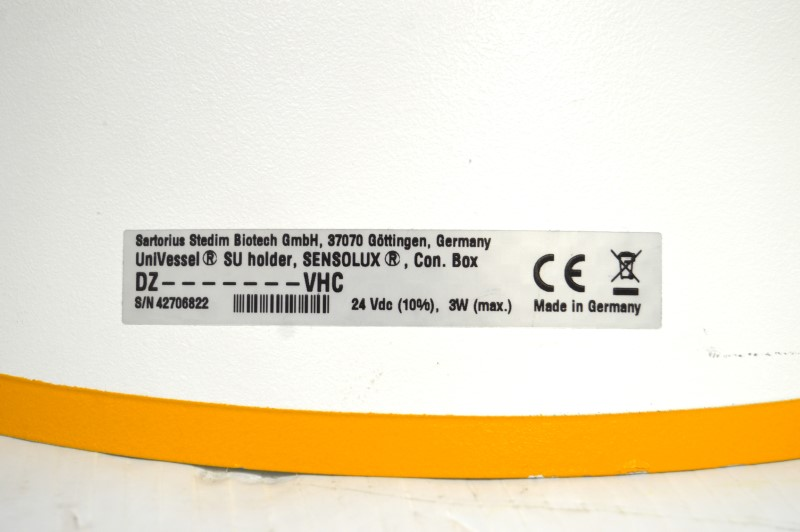 Sartorius Stedim Biotech GmbH, 37070 Göttingen, Germany
UniVessel ® SU holder, SENSOLUX ®, Con. Box
DZ-------VHC
S/N 42706822 24 Vdc (10%), 3W (max.)
CE
Made in Germany